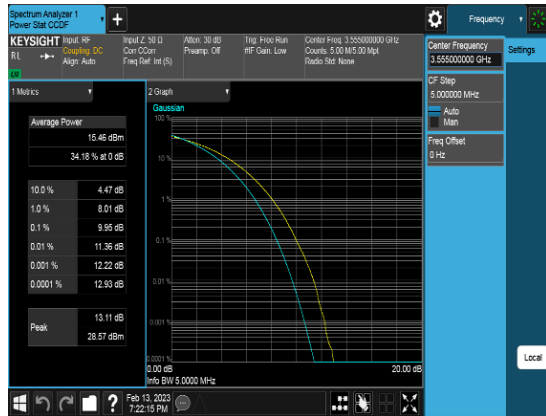 Spectrum Analyzer 1
Power Stat CCDF
+
Frequency
KEYSIGHT
RL
Input: RF
Coupling: DC
Align: Auto
Input Z: 50 Ω
Corr CCorr
Freq Ref: Int (S)
Atten: 30 dB
Preamp: Off
Trig: Free Run
#IF Gain: Low
Center Freq: 3.555000000 GHz
Counts: 5.00 M/5.00 Mpt
Radio Std: None
Center Frequency
3.555000000 GHz
Settings
CF Step
5.000000 MHz
Auto
Man
Freq Offset
0 Hz
1 Metrics
Average Power
15.46 dBm
34.18 % at 0 dB
10.0 % 4.47 dB
1.0 % 8.01 dB
0.1 % 9.95 dB
0.01 % 11.36 dB
0.001 % 12.22 dB
0.0001 % 12.93 dB
Peak
13.11 dB
28.57 dBm
2 Graph
Gaussian
100 %
10 %
1 %
0.1 %
0.01 %
0.001 %
0.0001 %
0.00 dB
20.00 dB
Info BW 5.0000 MHz
Local
?
Feb 13, 2023
7:22:15 PM